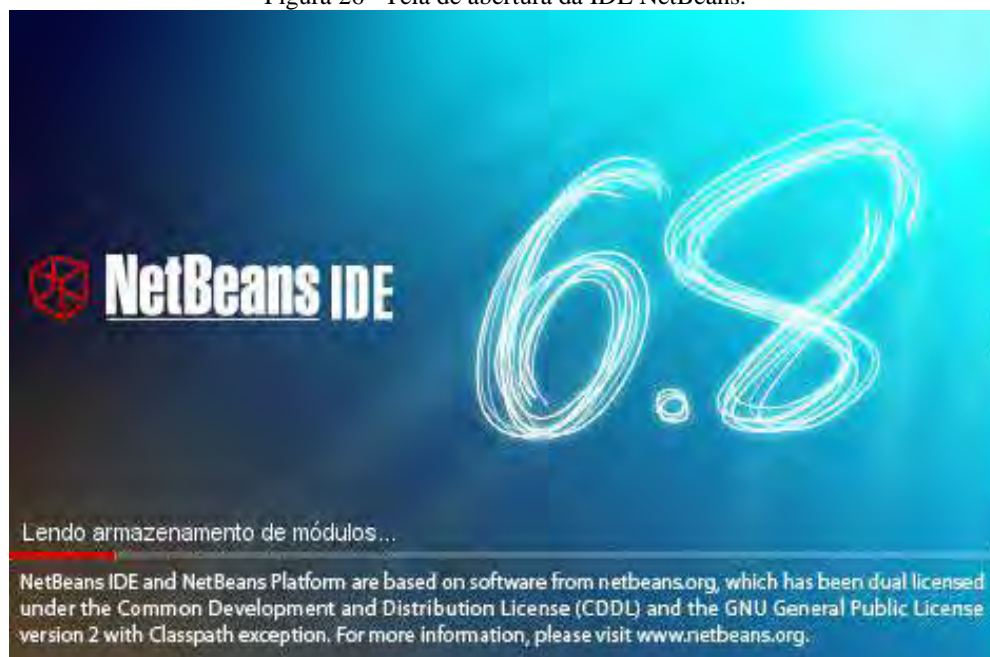 Figura 26 - Tela de abertura da IDE NetBeans.
6.8
NetBeans IDE
Lendo armazenamento de módulos...
NetBeans IDE and NetBeans Platform are based on software from netbeans.org, which has been dual licensed
under the Common Development and Distribution License (CDDL) and the GNU General Public License
version 2 with Classpath exception. For more information, please visit www.netbeans.org.